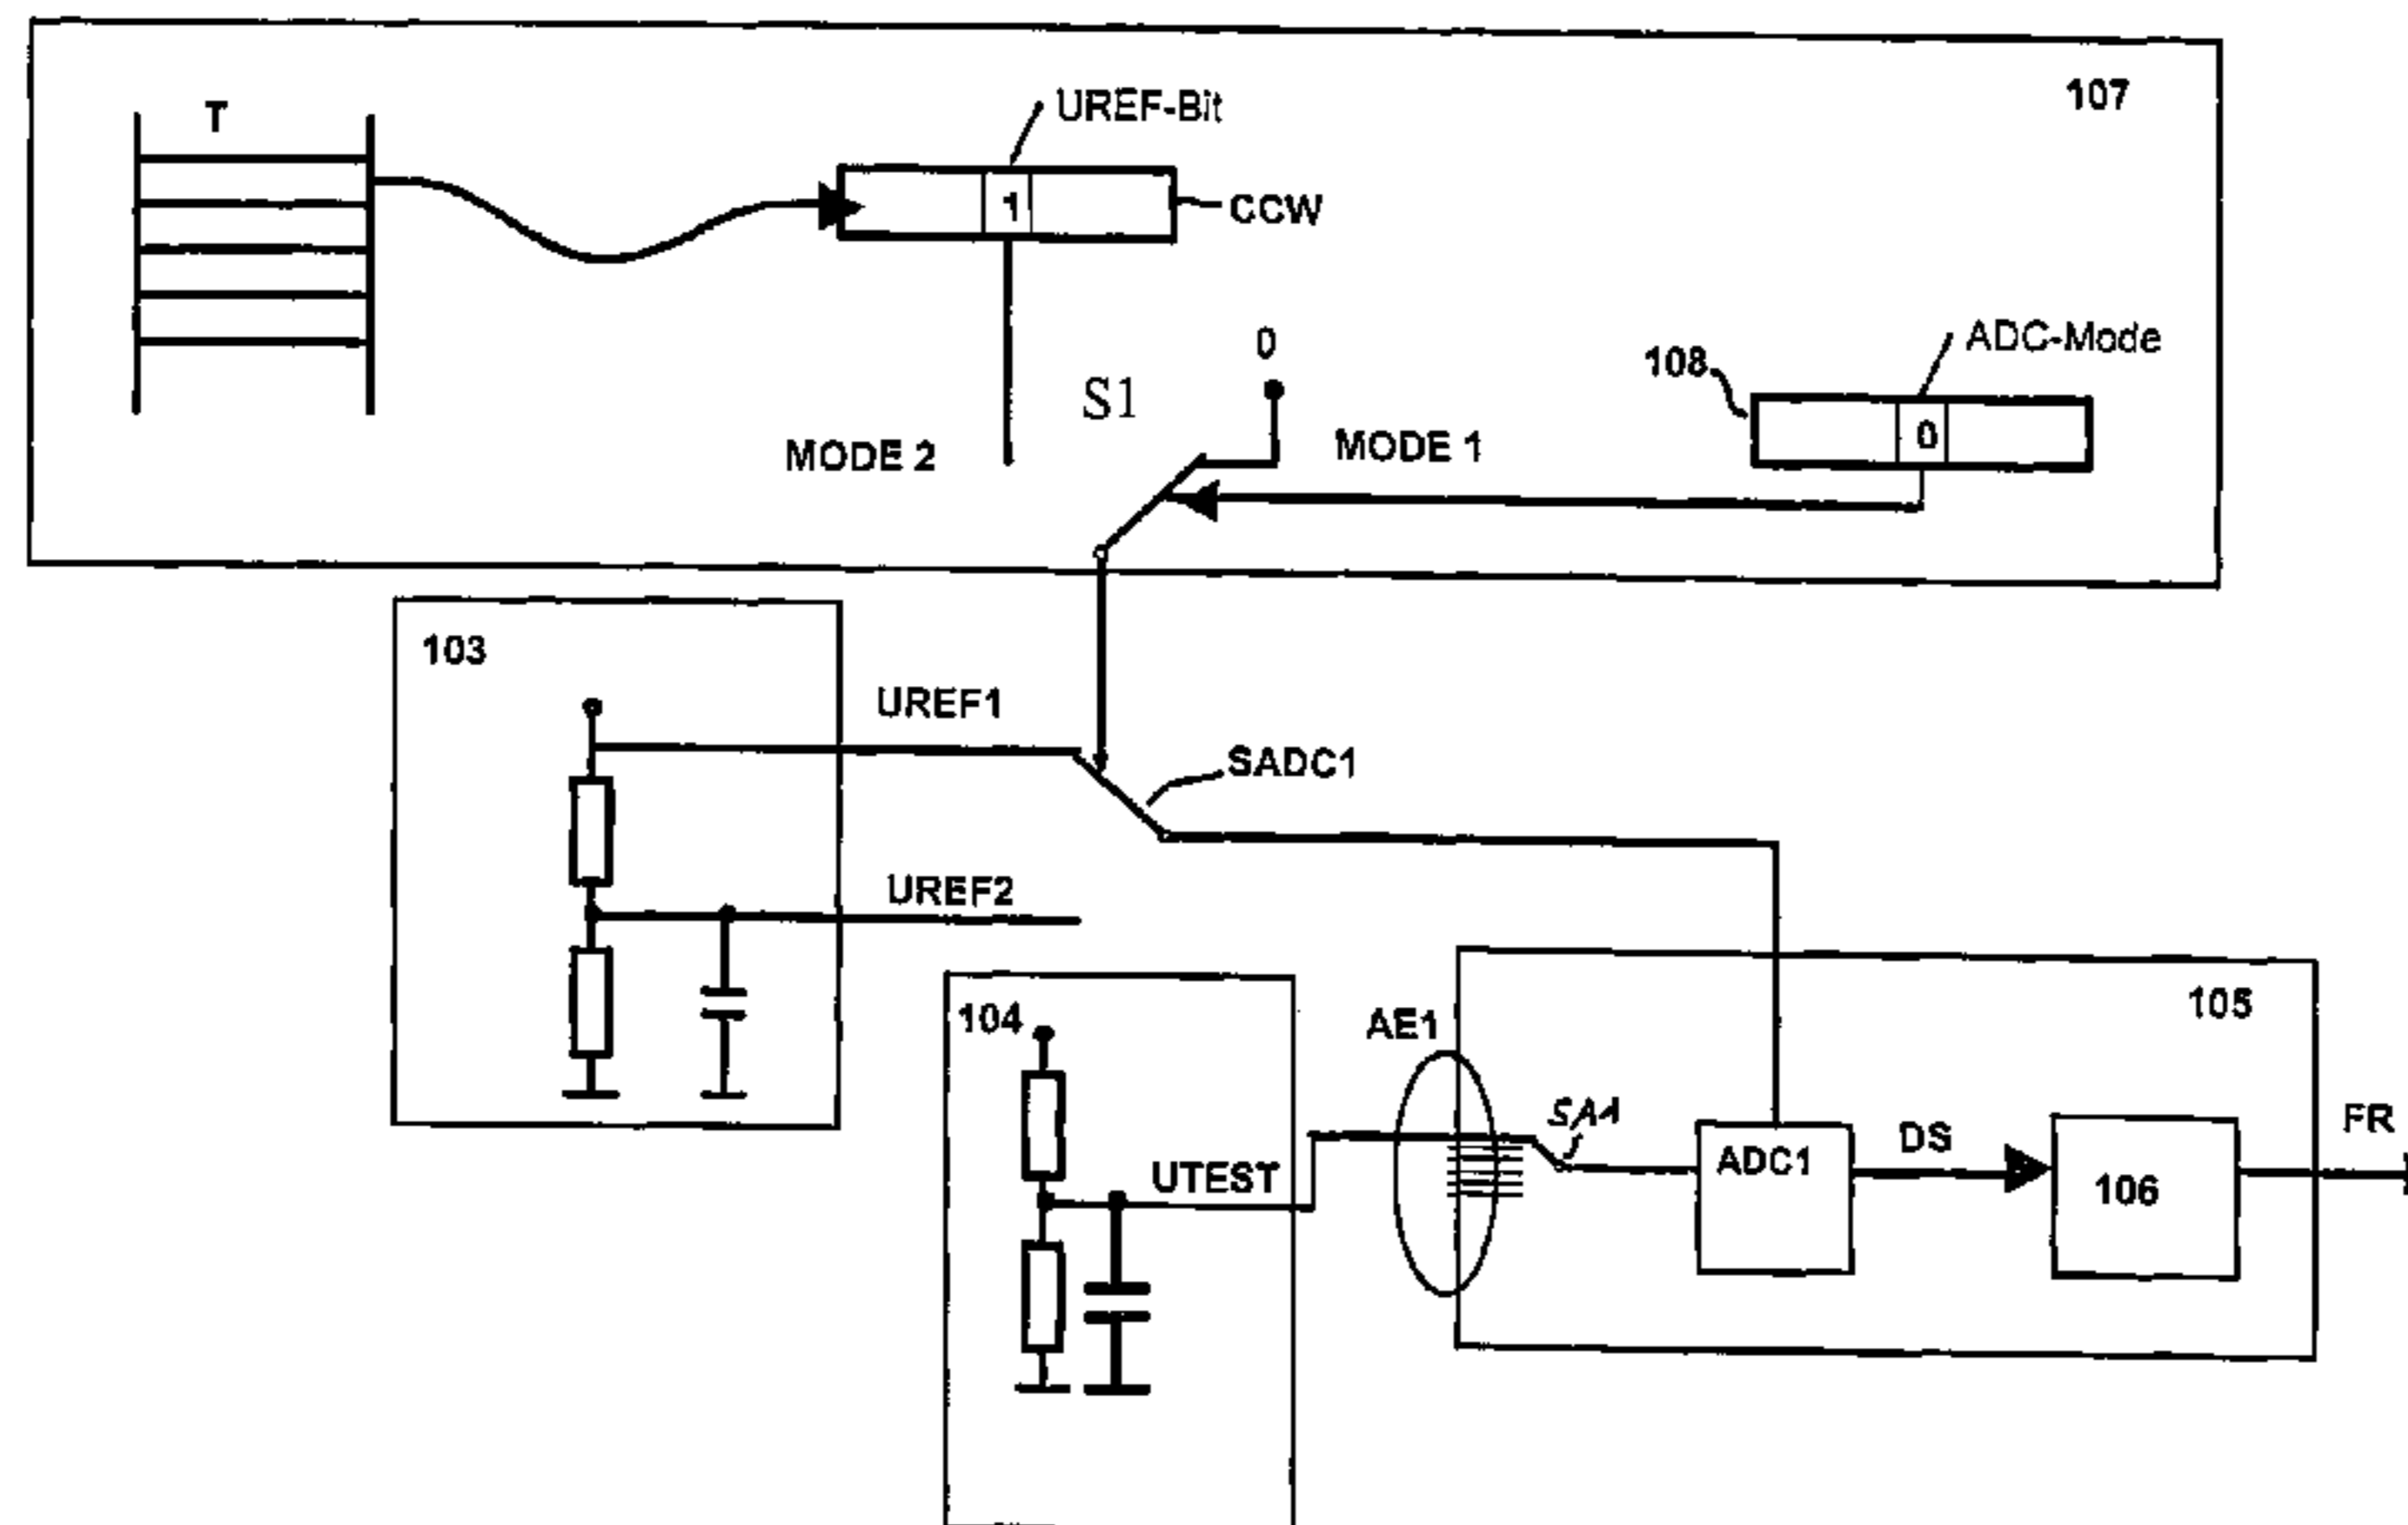 T
UREF-Bit
107
1
CCW
0
S1
108
ADC-Mode
0
MODE 2
MODE 1
103
UREF1
SADC1
UREF2
104
AE1
105
SA1
UTEST
ADC1
DS
106
FR